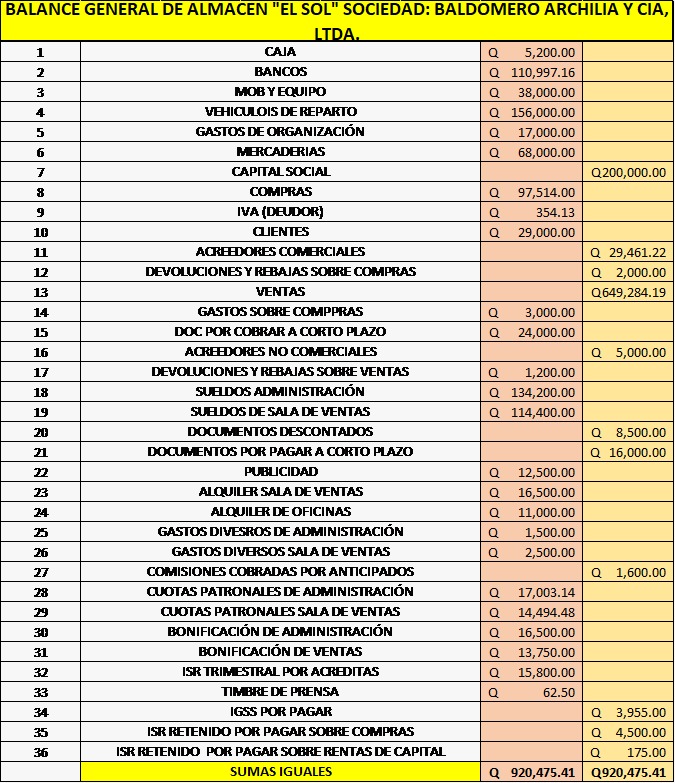 BALANCE GENERAL DE ALMACEN "EL SOL" SOCIEDAD: BALDOMERO ARCHILIA Y CIA,
LTDA.
1 CAJA Q 5,200.00
2 BANCOS Q 110,997.16
3 MOB Y EQUIPO Q 38,000.00
4 VEHICULOIS DE REPARTO Q 156,000.00
5 GASTOS DE ORGANIZACIÓN Q 17,000.00
6 MERCADERIAS Q 68,000.00
7 CAPITAL SOCIAL Q200,000.00
8 COMPRAS Q 97,514.00
9 IVA (DEUDOR) Q 354.13
10 CLIENTES Q 29,000.00
11 ACREEDORES COMERCIALES Q 29,461.22
12 DEVOLUCIONES Y REBAJAS SOBRE COMPRAS Q 2,000.00
13 VENTAS Q649,284.19
14 GASTOS SOBRE COMPPRAS Q 3,000.00
15 DOC POR COBRAR A CORTO PLAZO Q 24,000.00
16 ACREEDORES NO COMERCIALES Q 5,000.00
17 DEVOLUCIONES Y REBAJAS SOBRE VENTAS Q 1,200.00
18 SUELDOS ADMINISTRACIÓN Q 134,200.00
19 SUELDOS DE SALA DE VENTAS Q 114,400.00
20 DOCUMENTOS DESCONTADOS Q 8,500.00
21 DOCUMENTOS POR PAGAR A CORTO PLAZO Q 16,000.00
22 PUBLICIDAD Q 12,500.00
23 ALQUILER SALA DE VENTAS Q 16,500.00
24 ALQUILER DE OFICINAS Q 11,000.00
25 GASTOS DIVESROS DE ADMINISTRACIÓN Q 1,500.00
26 GASTOS DIVERSOS SALA DE VENTAS Q 2,500.00
27 COMISIONES COBRADAS POR ANTICIPADOS Q 1,600.00
28 CUOTAS PATRONALES DE ADMINISTRACIÓN Q 17,003.14
29 CUOTAS PATRONALES SALA DE VENTAS Q 14,494.48
30 BONIFICACIÓN DE ADMINISTRACIÓN Q 16,500.00
31 BONIFICACIÓN DE VENTAS Q 13,750.00
32 ISR TRIMESTRAL POR ACREDITAS Q 15,800.00
33 TIMBRE DE PRENSA Q 62.50
34 IGSS POR PAGAR Q 3,955.00
35 ISR RETENIDO POR PAGAR SOBRE COMPRAS Q 4,500.00
36 ISR RETENIDO POR PAGAR SOBRE RENTAS DE CAPITAL Q 175.00
SUMAS IGUALES Q 920,475.41 Q920,475.41